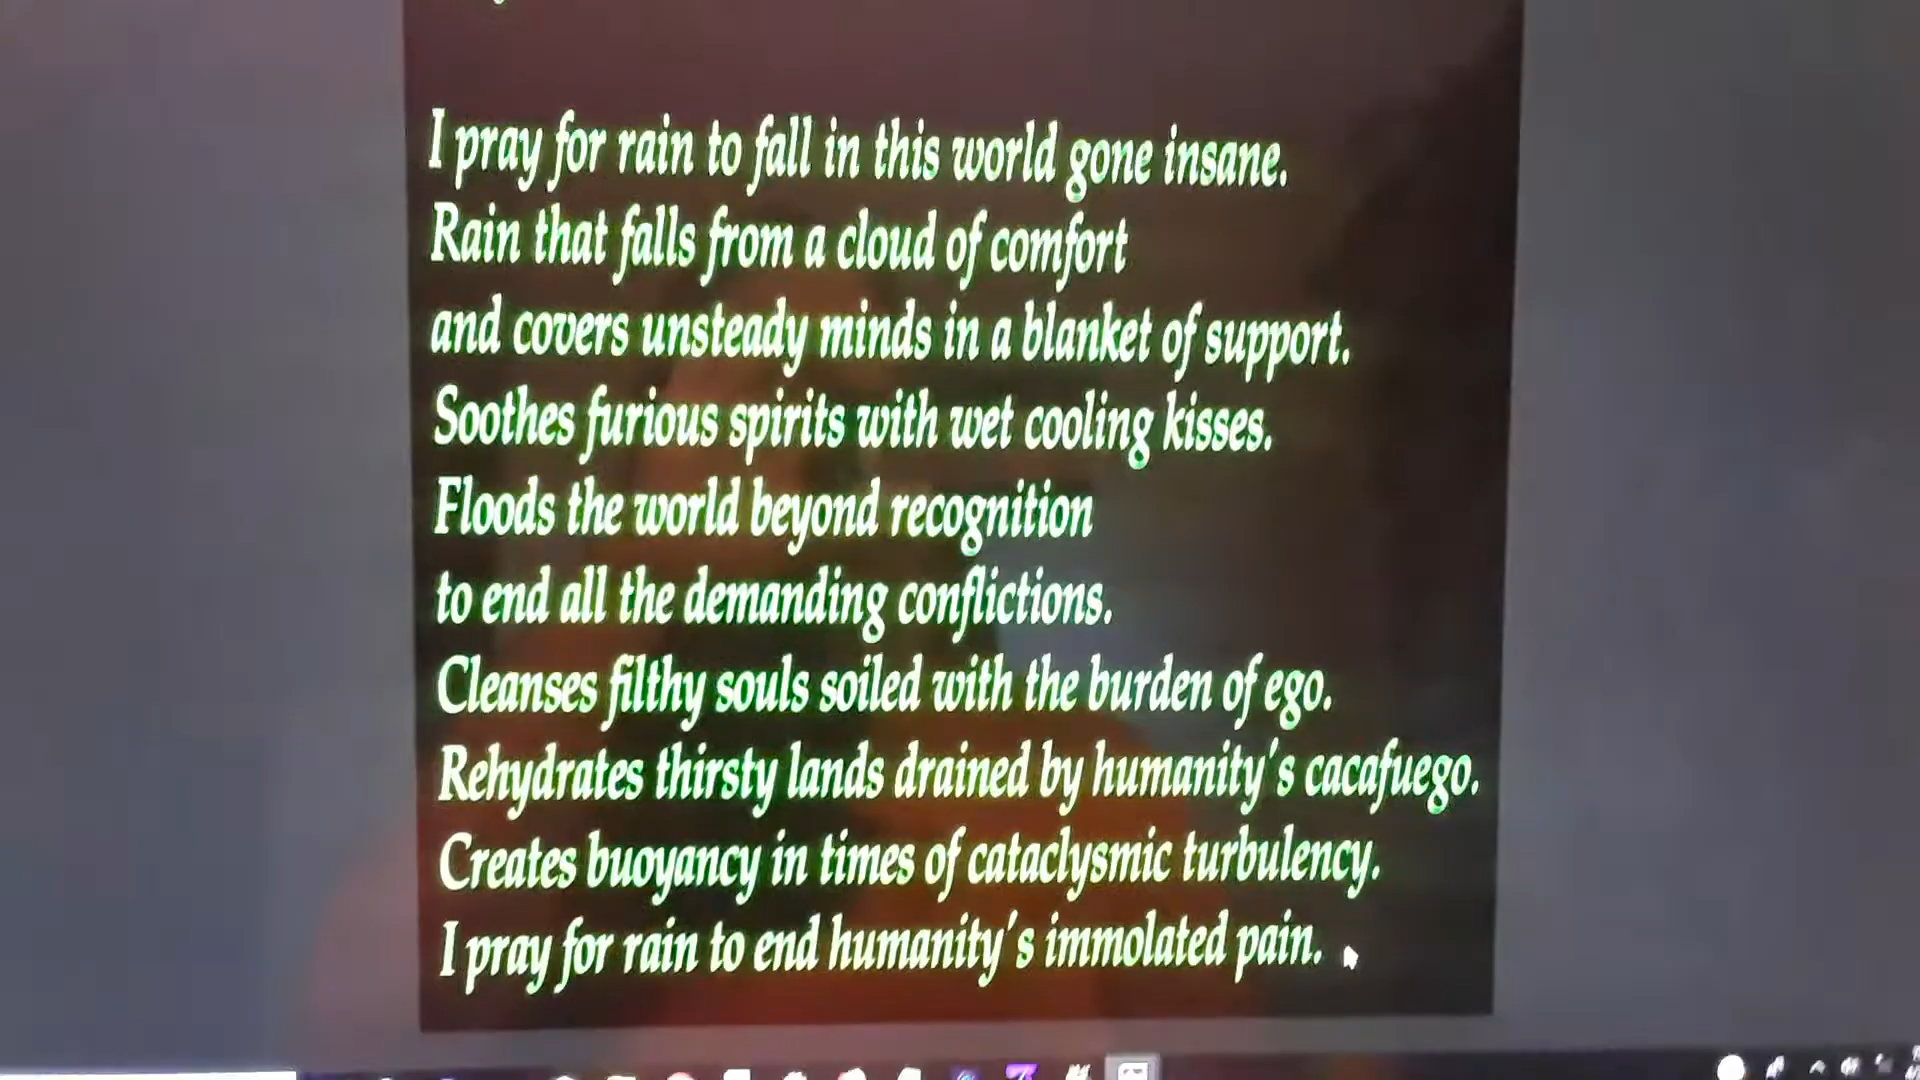 I pray for rain to fall in this world gone insane.
Rain that falls from a cloud of comfort
and covers unsteady minds in a blanket of support.
Soothes furious spirits with wet cooling kisses.
Floods the world beyond recognition
to end all the demanding conflictions.
Cleanses filthy souls soiled with the burden of ego.
Rehydrates thirsty lands drained by humanity's cacafuego.
Creates buoyancy in times of cataclysmic turbulency.
I pray for rain to end humanity's immolated pain.